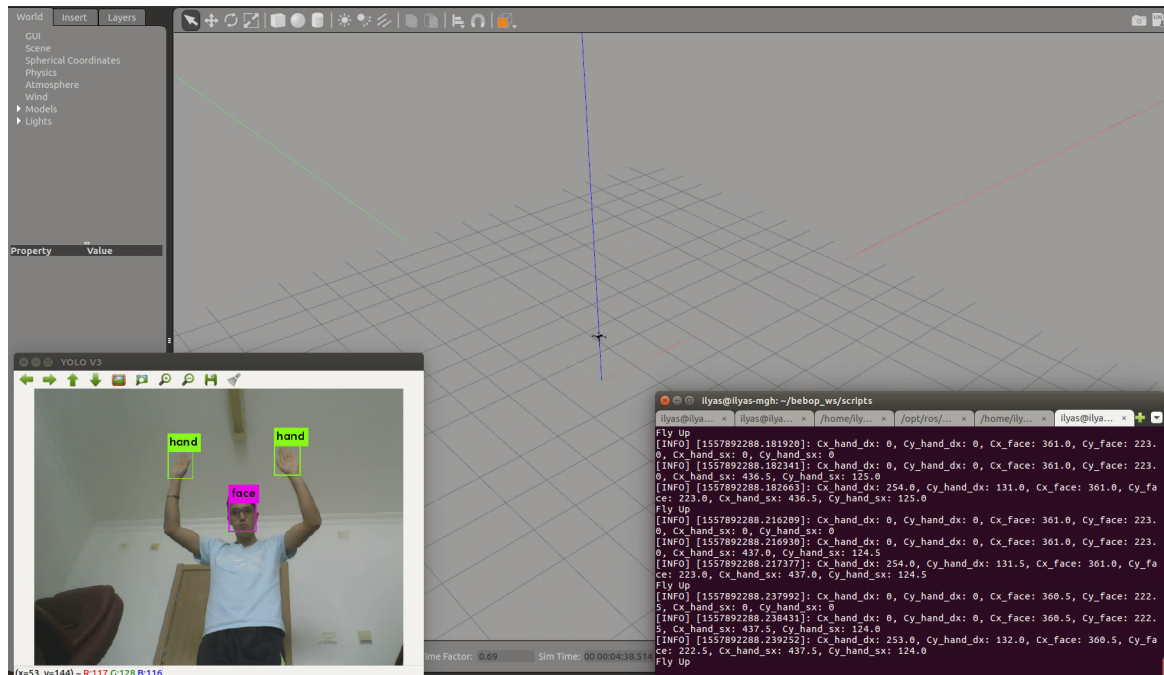 World Insert Layers
GUI
Scene
Spherical Coordinates
Physics
Atmosphere
Wind
Models
Lights
Property Value
LOG
YOLO V3
hand
hand
face
(x=53, y=144) ~ R:117 G:128 B:116
Time Factor: 0.69 Sim Time: 00 00:04:38.514
ilyas@ilyas-mgh: ~/bebop_ws/scripts
ilyas@ilya... × ilyas@ilya... × /home/ily... × /opt/ros/... × /home/ily... × ilyas@ilya... ×
Fly Up
[INFO] [1557892288.181920]: Cx_hand_dx: 0, Cy_hand_dx: 0, Cx_face: 361.0, Cy_face: 223.
0, Cx_hand_sx: 0, Cy_hand_sx: 0
[INFO] [1557892288.182341]: Cx_hand_dx: 0, Cy_hand_dx: 0, Cx_face: 361.0, Cy_face: 223.
0, Cx_hand_sx: 436.5, Cy_hand_sx: 125.0
[INFO] [1557892288.182663]: Cx_hand_dx: 254.0, Cy_hand_dx: 131.0, Cx_face: 361.0, Cy_fa
ce: 223.0, Cx_hand_sx: 436.5, Cy_hand_sx: 125.0
Fly Up
[INFO] [1557892288.216209]: Cx_hand_dx: 0, Cy_hand_dx: 0, Cx_face: 361.0, Cy_face: 223.
0, Cx_hand_sx: 0, Cy_hand_sx: 0
[INFO] [1557892288.216930]: Cx_hand_dx: 0, Cy_hand_dx: 0, Cx_face: 361.0, Cy_face: 223.
0, Cx_hand_sx: 437.0, Cy_hand_sx: 124.5
[INFO] [1557892288.217377]: Cx_hand_dx: 254.0, Cy_hand_dx: 131.5, Cx_face: 361.0, Cy_fa
ce: 223.0, Cx_hand_sx: 437.0, Cy_hand_sx: 124.5
Fly Up
[INFO] [1557892288.237992]: Cx_hand_dx: 0, Cy_hand_dx: 0, Cx_face: 360.5, Cy_face: 222.
5, Cx_hand_sx: 0, Cy_hand_sx: 0
[INFO] [1557892288.238431]: Cx_hand_dx: 0, Cy_hand_dx: 0, Cx_face: 360.5, Cy_face: 222.
5, Cx_hand_sx: 437.5, Cy_hand_sx: 124.0
[INFO] [1557892288.239252]: Cx_hand_dx: 253.0, Cy_hand_dx: 132.0, Cx_face: 360.5, Cy_fa
ce: 222.5, Cx_hand_sx: 437.5, Cy_hand_sx: 124.0
Fly Up